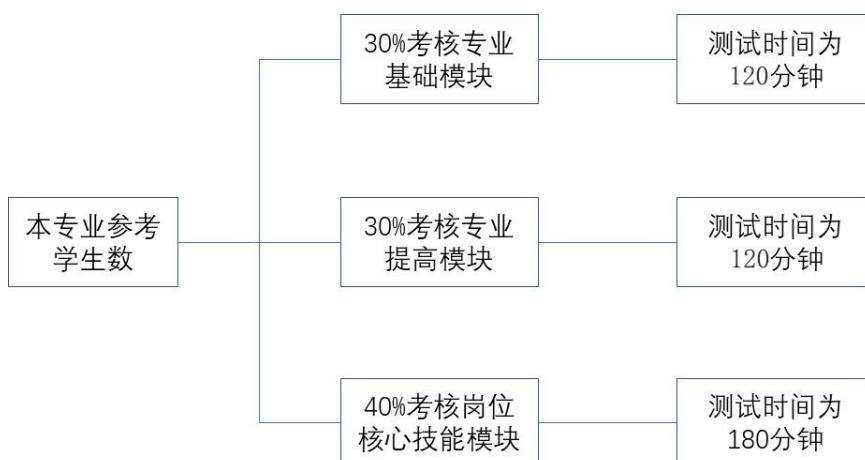 30%考核专业
基础模块
测试时间为
120分钟
本专业参考
学生数
30%考核专业
提高模块
测试时间为
120分钟
40%考核岗位
核心技能模块
测试时间为
180分钟